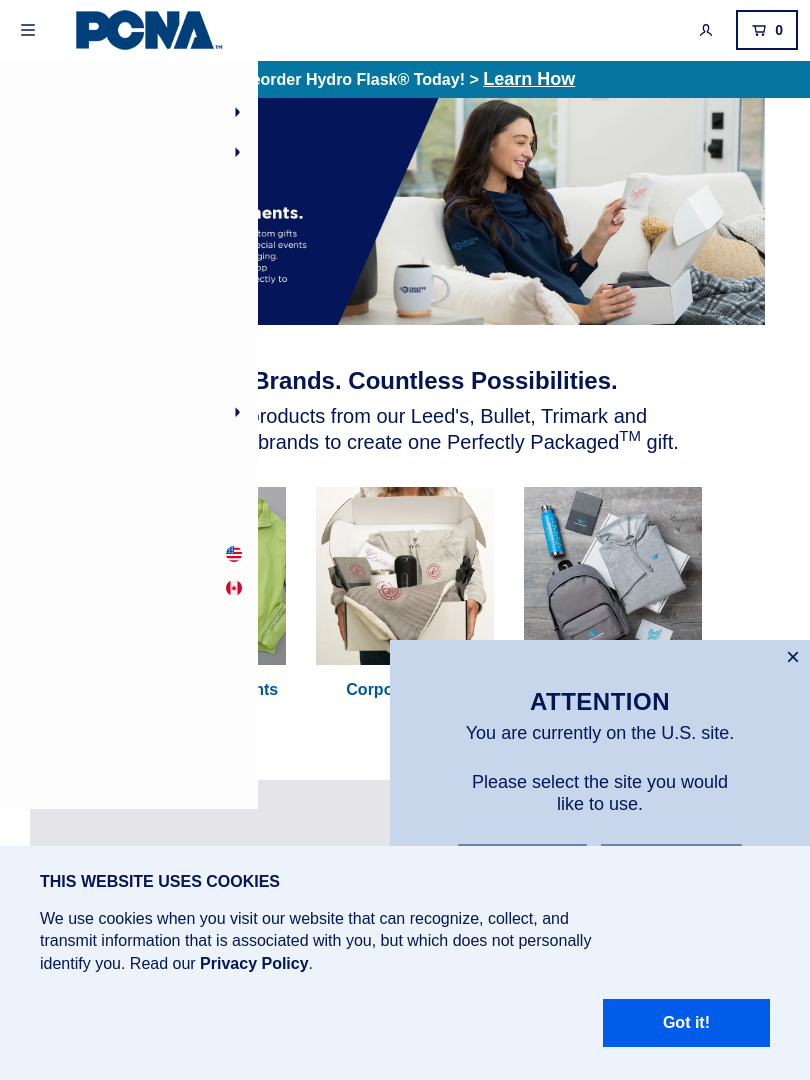 PCNA™
0
eorder Hydro Flask® Today! > Learn How
nents.
tom gifts
ecial events
ging.
op
ectly to
Brands. Countless Possibilities.
products from our Leed's, Bullet, Trimark and
brands to create one Perfectly Packaged™ gift.
nts
Corpo
×
ATTENTION
You are currently on the U.S. site.
Please select the site you would
like to use.
THIS WEBSITE USES COOKIES
We use cookies when you visit our website that can recognize, collect, and
transmit information that is associated with you, but which does not personally
identify you. Read our Privacy Policy.
Got it!